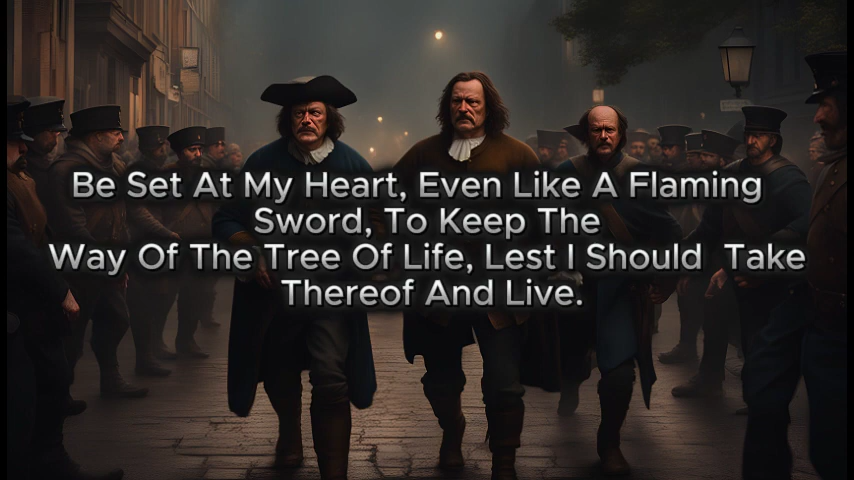 Be Set At My Heart, Even Like A Flaming
Sword, To Keep The
Way Of The Tree Of Life, Lest I Should  Take
Thereof And Live.